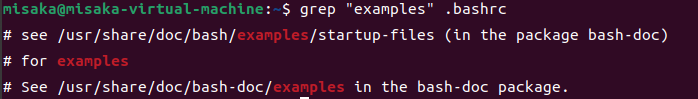 misaka@misaka-virtual-machine:~$ grep "examples" .bashrc
# see /usr/share/doc/bash/examples/startup-files (in the package bash-doc)
# for examples
# See /usr/share/doc/bash-doc/examples in the bash-doc package.